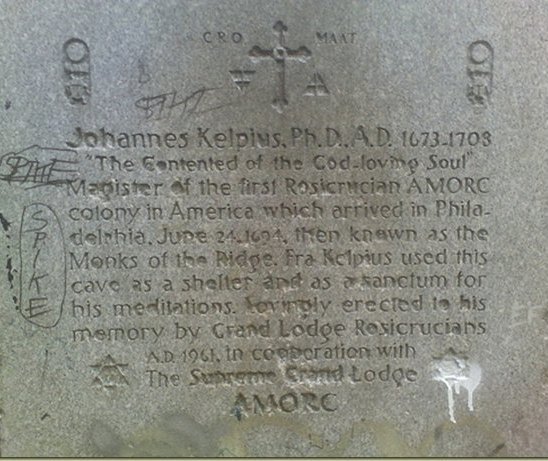 CRO MAAT
Johannes Kelpius, Ph.D., A.D. 1673-1708
"The Contented of the God-loving Soul"
Magister of the first Rosicrucian AMORC
colony in America which arrived in Phila-
delphia, June 24, 1694, then known as the
Monks of the Ridge. Fra Kelpius used this
cave as a shelter and as a sanctum for
his meditations. Lovingly erected to his
memory by Grand Lodge Rosicrucians
A.D. 1961, in cooperation with
The Supreme Grand Lodge
AMORC
SPIKE